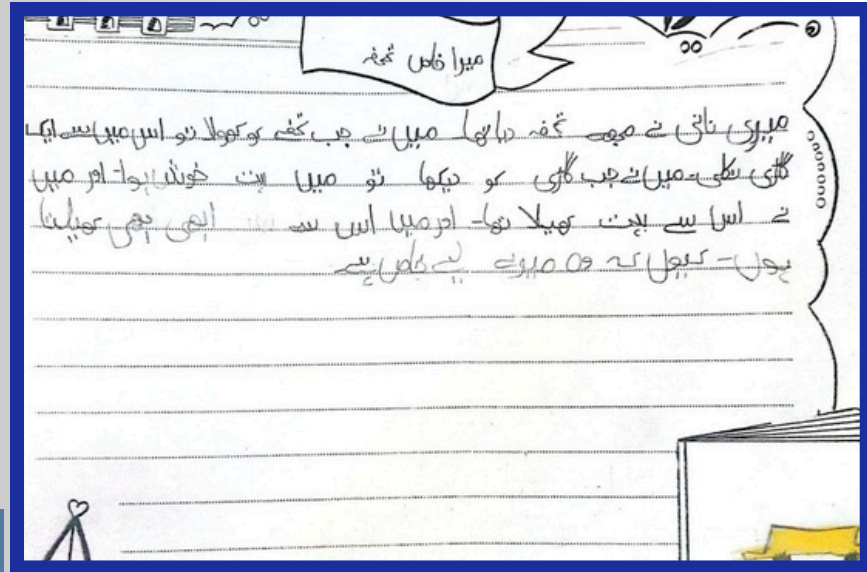 میرا خاص تحفہ
میری نانی نے مجھے تحفہ دیا تھا میں نے جب تحفے کو کھولا تو اس میں سے ایک
گاڑی نکلی۔ میں نے جب گاڑی کو دیکھا تو میں بہت خوش ہوا۔ اور میں
نے اس سے بہت کھیلا تھا۔ اور میں اس سے ابھی بھی کھیلتا
ہوں۔ کیوں کہ وہ میرے لیے خاص ہے